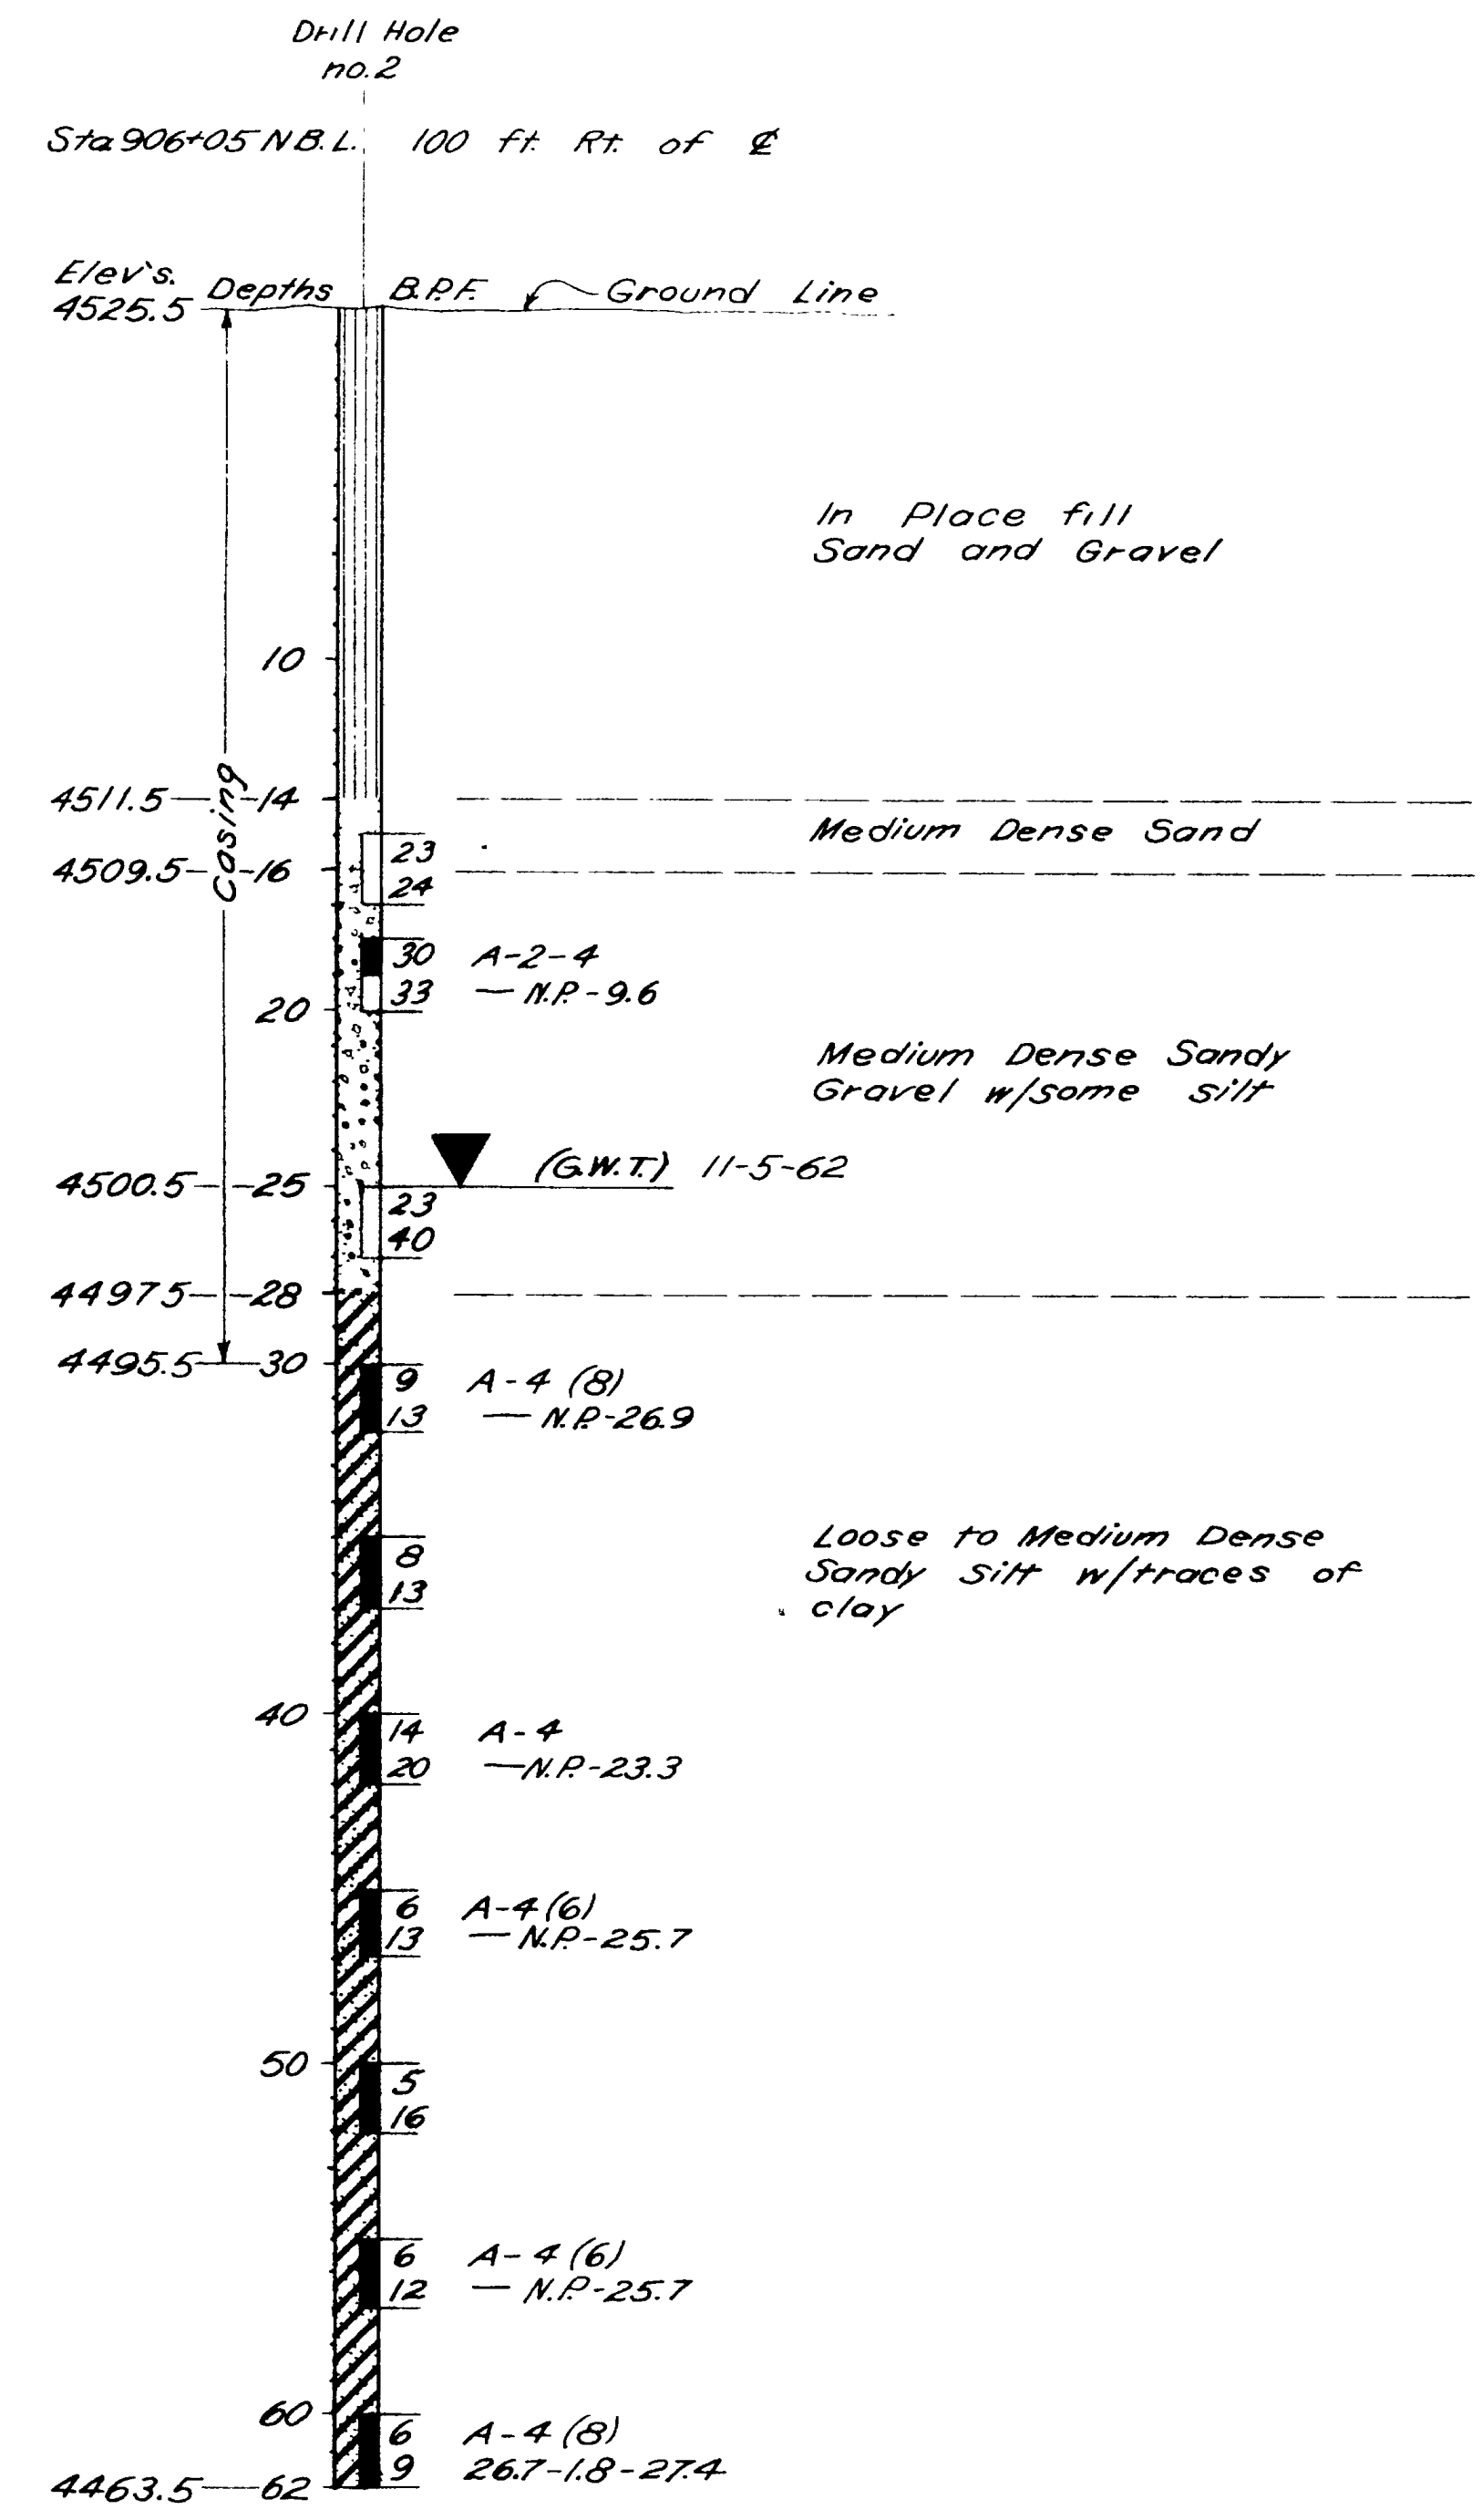 Drill Hole
no. 2
Sta 906+05 N.B.L. 100 ft. Rt. of ℄
Elev's.
4525.5 Depths B.P.F. Ground Line
In Place fill
Sand and Gravel
10
4511.5 14
Casing
Medium Dense Sand
23
4509.5 16
24
30 A-2-4
33 — N.P.-9.6
20
Medium Dense Sandy
Gravel w/some silt
(G.W.T.) 11-5-62
4500.5 25
23
40
4497.5 28
4495.5 30
9 A-4 (8)
13 — N.P.-26.9
Loose to Medium Dense
8
Sandy Silt w/traces of
13
clay
40
14 A-4
20 — N.P.-23.3
6 A-4 (6)
13 — N.P.-25.7
50
5
16
6 A-4 (6)
12 — N.P.-25.7
60
6 A-4 (8)
9 26.7-1.8-27.4
4463.5 62